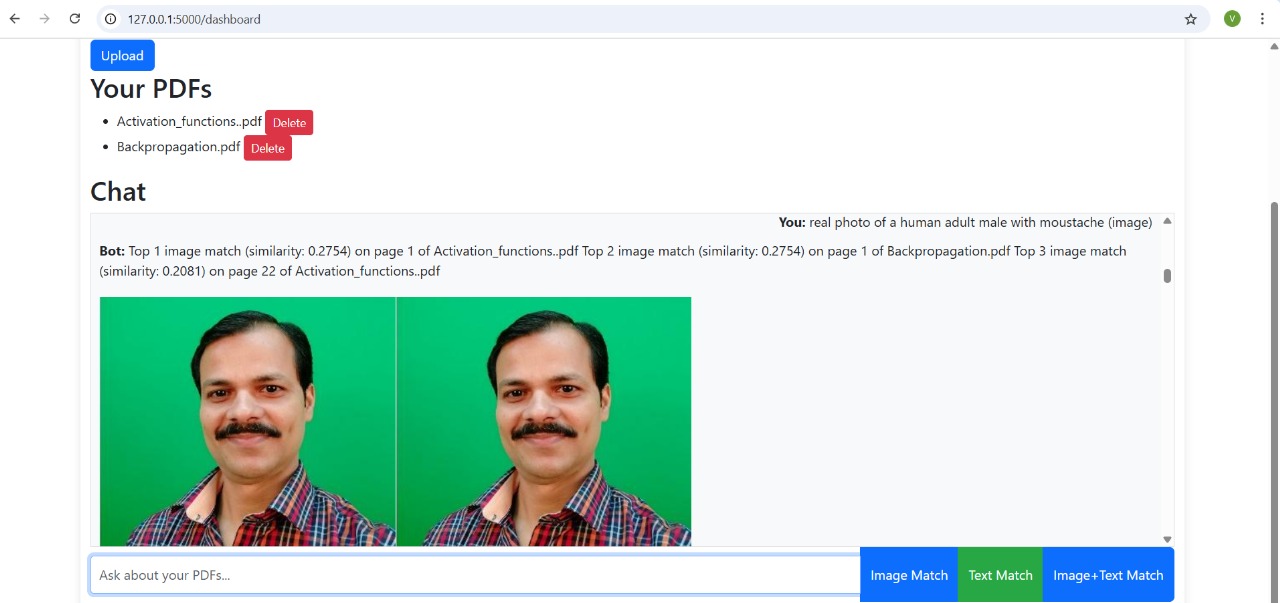 127.0.0.1:5000/dashboard
V
Upload
Your PDFs
Activation_functions..pdf Delete
Backpropagation.pdf Delete
Chat
You: real photo of a human adult male with moustache (image)
Bot: Top 1 image match (similarity: 0.2754) on page 1 of Activation_functions..pdf Top 2 image match (similarity: 0.2754) on page 1 of Backpropagation.pdf Top 3 image match
(similarity: 0.2081) on page 22 of Activation_functions..pdf
Ask about your PDFs... Image Match Text Match Image+Text Match